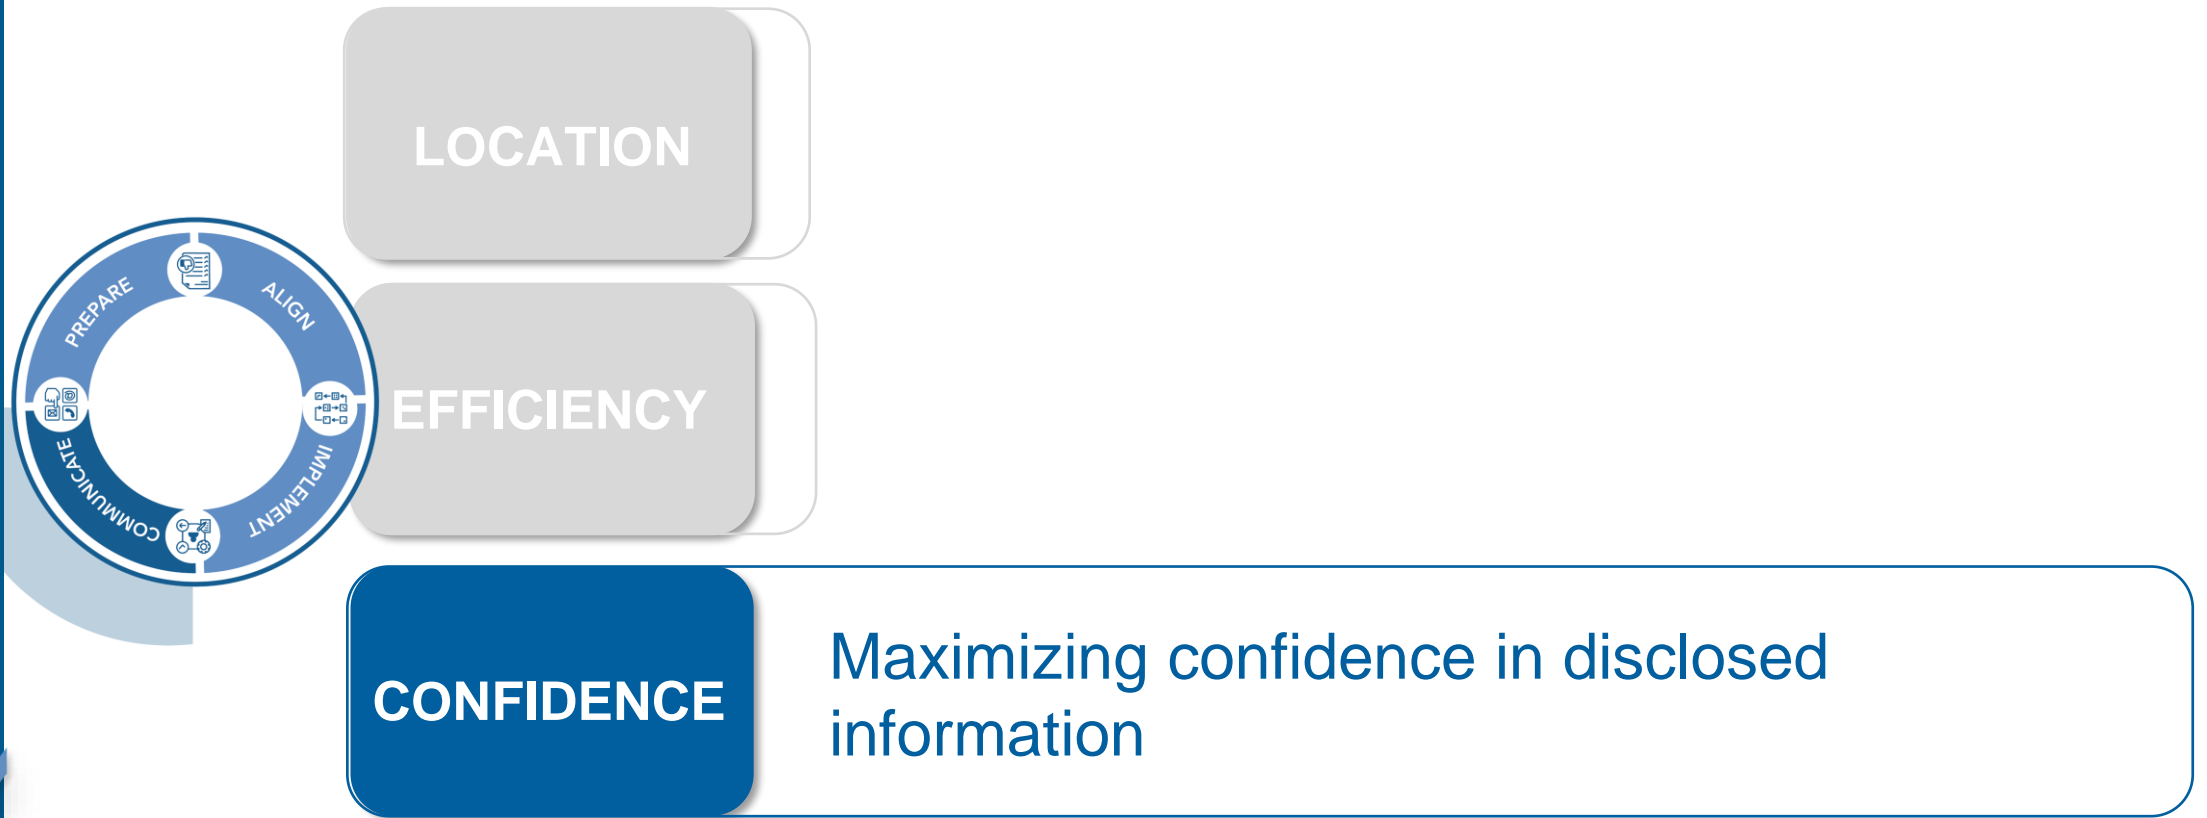 LOCATION
PREPARE
ALIGN
EFFICIENCY
COMMUNICATE
IMPLEMENT
CONFIDENCE
Maximizing confidence in disclosed
information